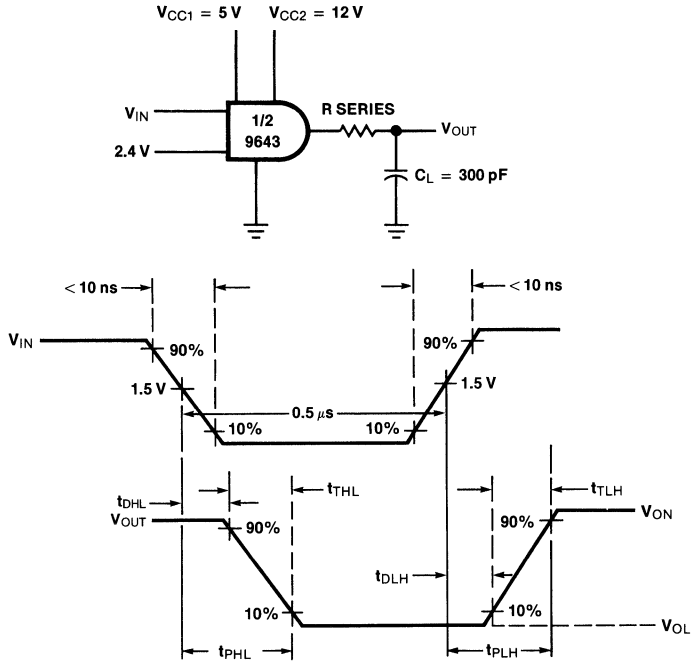 VCC1 = 5 V
VCC2 = 12 V
VIN
2.4 V
1/2
9643
R SERIES
VOUT
CL = 300 pF
< 10 ns
< 10 ns
VIN
90%
90%
1.5 V
1.5 V
0.5 μs
10%
10%
tDHL
tTHL
tTLH
VOUT
90%
90%
VON
tDLH
10%
10%
VOL
tPHL
tPLH